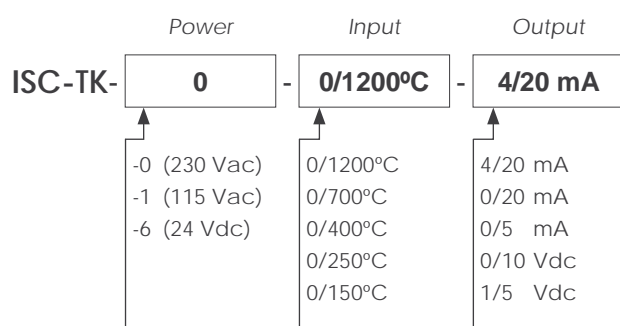 Power Input Output
ISC-TK- 0 - 0/1200ºC - 4/20 mA
-0 (230 Vac) 0/1200ºC 4/20 mA
-1 (115 Vac) 0/700ºC 0/20 mA
-6 (24 Vdc) 0/400ºC 0/5 mA
0/250ºC 0/10 Vdc
0/150ºC 1/5 Vdc